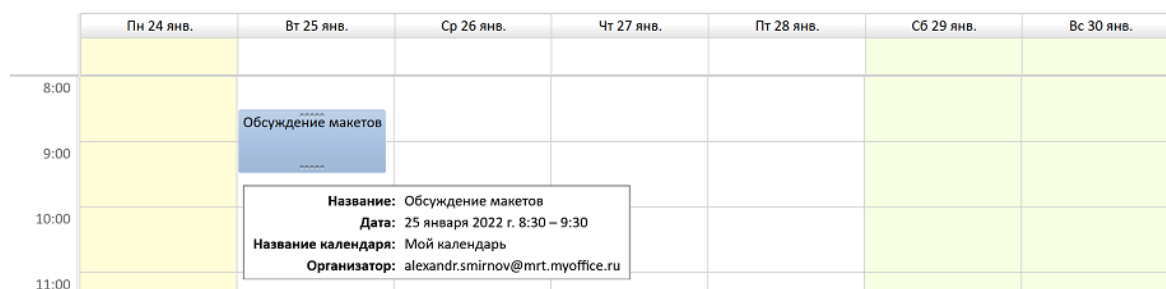 Пн 24 янв. Вт 25 янв. Ср 26 янв. Чт 27 янв. Пт 28 янв. Сб 29 янв. Вс 30 янв.
8:00
Обсуждение макетов
9:00
Название: Обсуждение макетов
10:00
Дата: 25 января 2022 г. 8:30 – 9:30
Название календаря: Мой календарь
Организатор: alexandr.smirnov@mrt.myoffice.ru
11:00